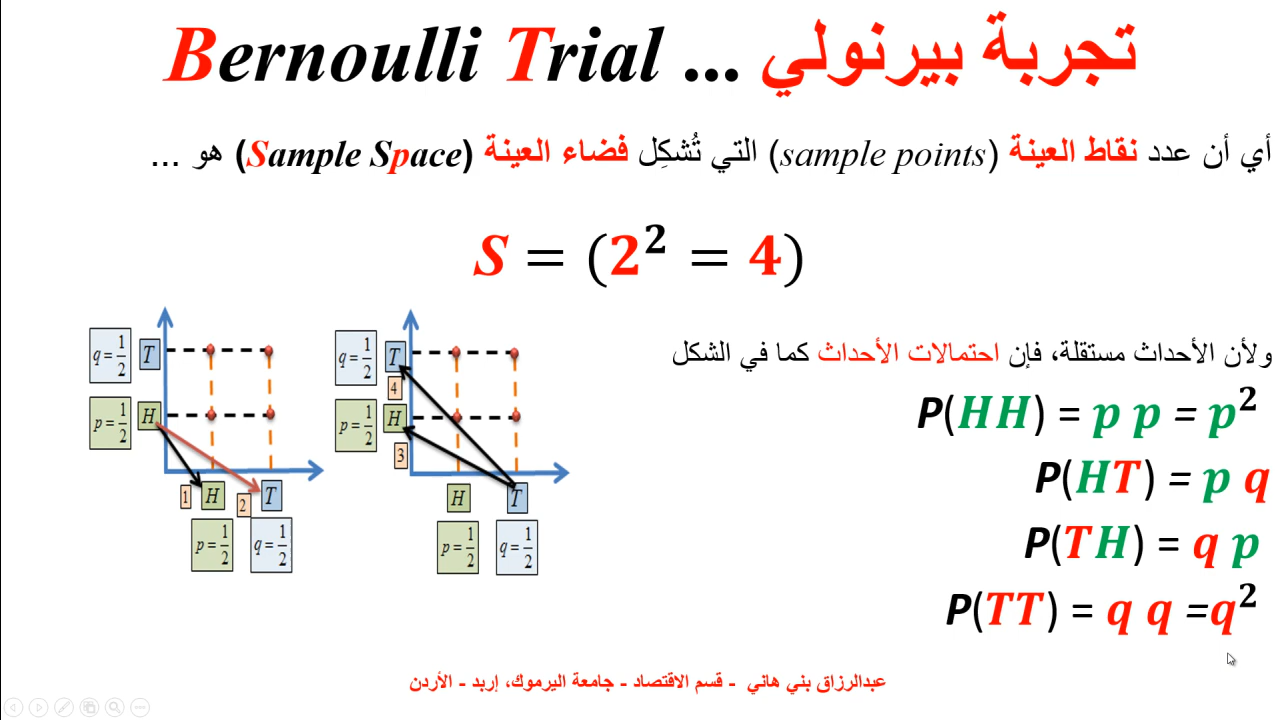 تجربة بيرنولي ... Bernoulli Trial
أي أن عدد نقاط العينة (sample points) التي تُشكِل فضاء العينة (Sample Space) هو ...
S = (2² = 4)
ولأن الأحداث مستقلة، فإن احتمالات الأحداث كما في الشكل
P(HH) = p p = p²
P(HT) = p q
P(TH) = q p
P(TT) = q q =q²
q = 1/2 T
p = 1/2 H
1 H 2 T
p = 1/2 q = 1/2
q = 1/2 T
4
p = 1/2 H
3
H T
p = 1/2 q = 1/2
عبدالرزاق بني هاني - قسم الاقتصاد - جامعة اليرموك، إربد - الأردن